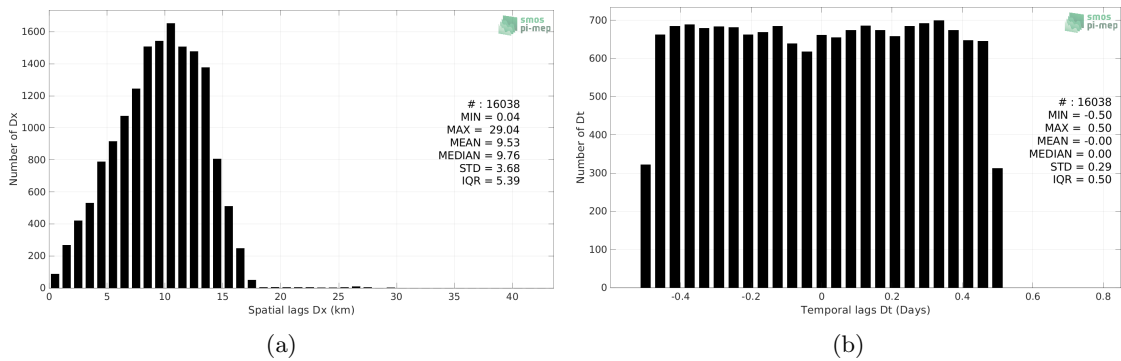 1600
1400
1200
1000
800
600
400
200
0
Number of Dx
0 5 10 15 20 25 30 35 40
Spatial lags Dx (km)
smos
pi-mep
# : 16038
MIN = 0.04
MAX = 29.04
MEAN = 9.53
MEDIAN = 9.76
STD = 3.68
IQR = 5.39
(a)
700
600
500
400
300
200
100
0
Number of Dt
-0.4 -0.2 0 0.2 0.4 0.6 0.8
Temporal lags Dt (Days)
smos
pi-mep
# : 16038
MIN = -0.50
MAX = 0.50
MEAN = -0.00
MEDIAN = 0.00
STD = 0.29
IQR = 0.50
(b)